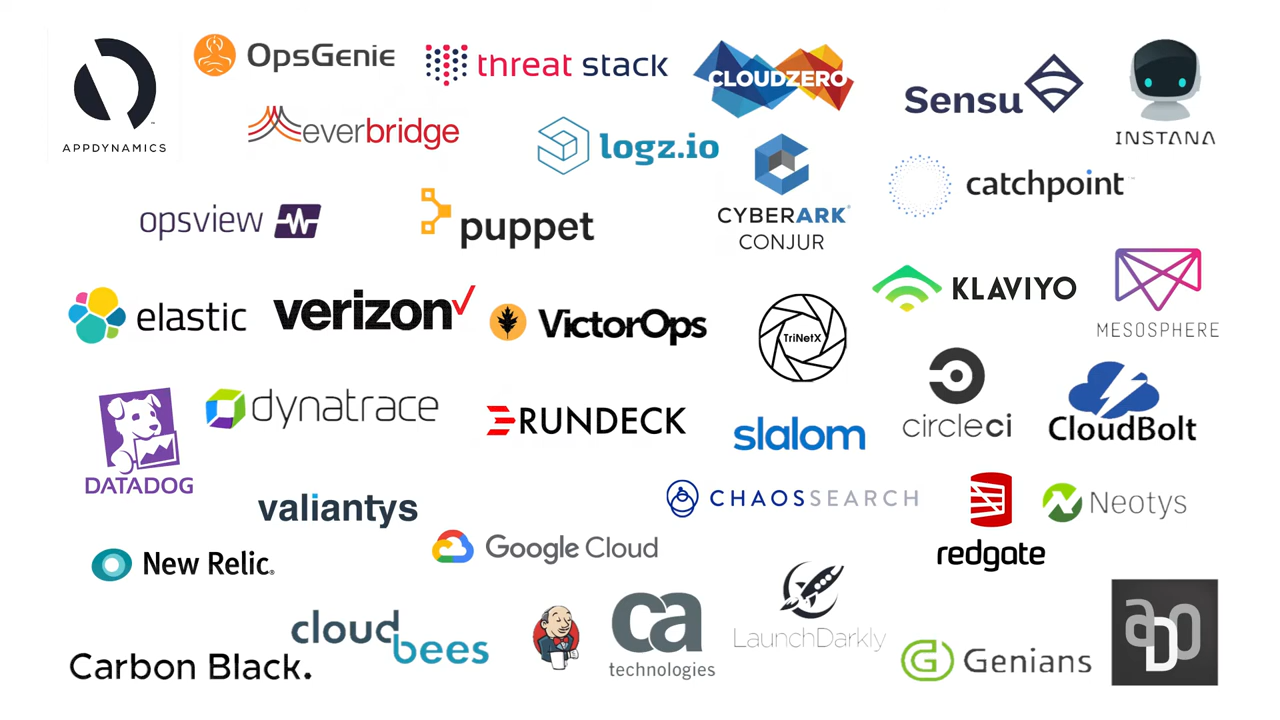 APPDYNAMICS
OpsGenie
threat stack
CLOUDZERO
Sensu
INSTANA
everbridge
logz.io
CYBERARK®
CONJUR
catchpoint
opsview
puppet
elastic
verizon
VictorOps
TriNetX
KLAVIYO
MESOSPHERE
DATADOG
dynatrace
RUNDECK
slalom
circleci
CloudBolt
valiantys
CHAOSSEARCH
redgate
Neotys
New Relic®
Google Cloud
Carbon Black.
cloudbees
ca
technologies
LaunchDarkly
Genians
aDO